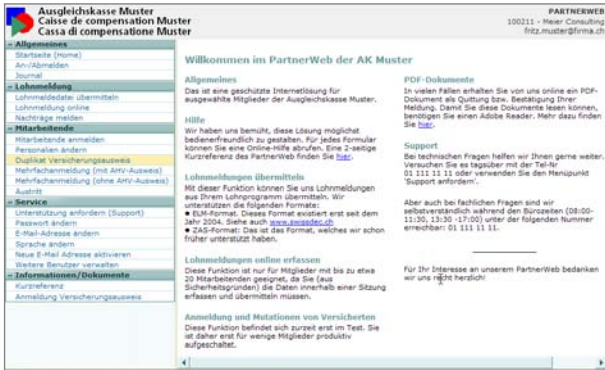 Ausgleichskasse Muster
Caisse de compensation Muster
Cassa di compensazione Muster
PARTNERWEB
100211 - Meier Consulting
fritz.muster@firma.ch
- Allgemeines
Startseite (Home)
An-/Abmelden
Journal
- Lohnmeldung
Lohnmeldedatei übermitteln
Lohnmeldung online
Nachträge melden
- Mitarbeitende
Mitarbeitende anmelden
Personalien ändern
Duplikat Versicherungsausweis
Mehrfachanmeldung (mit AHV-Ausweis)
Mehrfachanmeldung (ohne AHV-Ausweis)
Austritt
- Service
Unterstützung anfordern (Support)
Passwort ändern
E-Mail-Adresse ändern
Sprache ändern
Neue E-Mail Adresse aktivieren
Weitere Benutzer verwalten
- Informationen/Dokumente
Kurzreferenz
Anmeldung Versicherungsausweis
Willkommen im PartnerWeb der AK Muster
Allgemeines
Das ist eine geschützte Internetlösung für
ausgewählte Mitglieder der Ausgleichskasse Muster.
Hilfe
Wir haben uns bemüht, diese Lösung möglichst
bedienerfreundlich zu gestalten. Für jedes Formular
können Sie eine Online-Hilfe abrufen. Eine 2-seitige
Kurzreferenz des PartnerWeb finden Sie hier.
Lohnmeldungen übermitteln
Mit dieser Funktion können Sie uns Lohnmeldungen
aus Ihrem Lohnprogramm übermitteln. Wir
unterstützen die folgenden Formate:
● ELM-Format. Dieses Format existiert erst seit dem
Jahr 2004. Siehe auch www.swissdec.ch
● ZAS-Format: Das ist das Format, welches wir schon
früher unterstützt haben.
Lohnmeldungen online erfassen
Diese Funktion ist nur für Mitglieder mit bis zu etwa
20 Mitarbeitenden geeignet, da Sie (aus
Sicherheitsgründen) die Daten innerhalb einer Sitzung
erfassen und übermitteln müssen.
Anmeldung und Mutationen von Versicherten
Diese Funktion befindet sich zurzeit erst im Test. Sie
ist daher erst für wenige Mitglieder produktiv
aufgeschaltet.
PDF-Dokumente
In vielen Fällen erhalten Sie von uns online ein PDF-
Dokument als Quittung bzw. Bestätigung Ihrer
Meldung. Damit Sie diese Dokumente lesen können,
benötigen Sie einen Adobe Reader. Mehr dazu finden
Sie hier.
Support
Bei technischen Fragen helfen wir Ihnen gerne weiter.
Versuchen Sie es tagsüber mit der Tel-Nr
01 111 11 11 oder verwenden Sie den Menüpunkt
'Support anfordern'.
Aber auch bei fachlichen Fragen sind wir
selbstverständlich während den Bürozeiten (08:00-
11:30, 13:30 -17:00) unter der folgenden Nummer
erreichbar: 01 111 11 11.
Für Ihr Interesse an unserem PartnerWeb bedanken
wir uns recht herzlich!